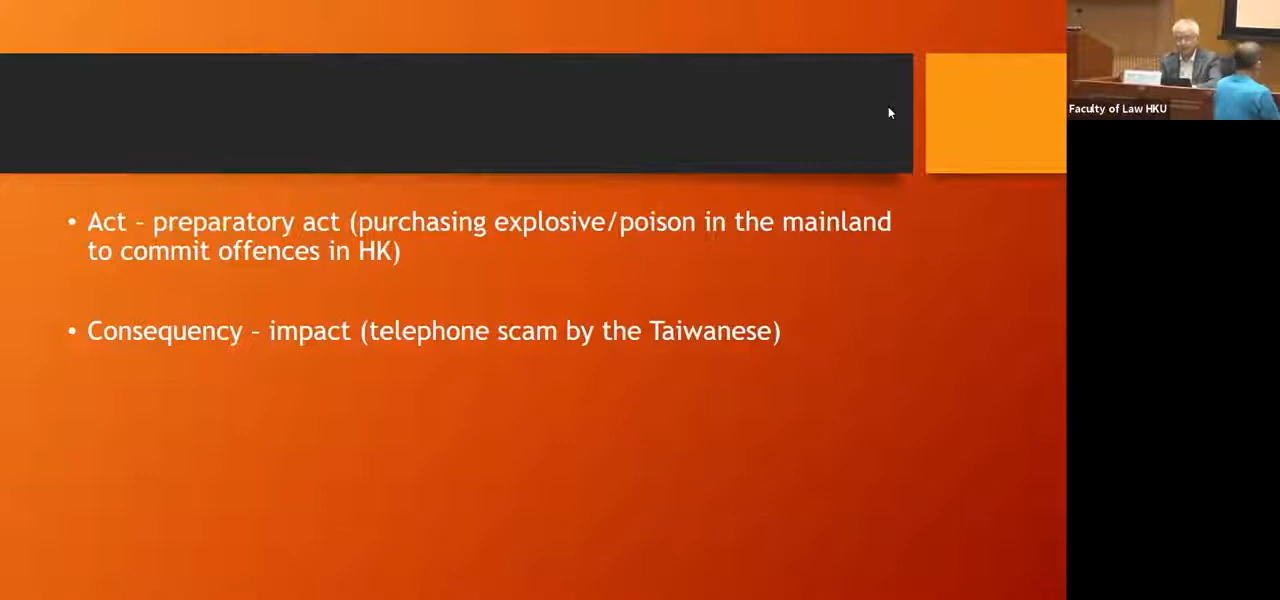 • Act – preparatory act (purchasing explosive/poison in the mainland
to commit offences in HK)
• Consequency – impact (telephone scam by the Taiwanese)
Faculty of Law HKU